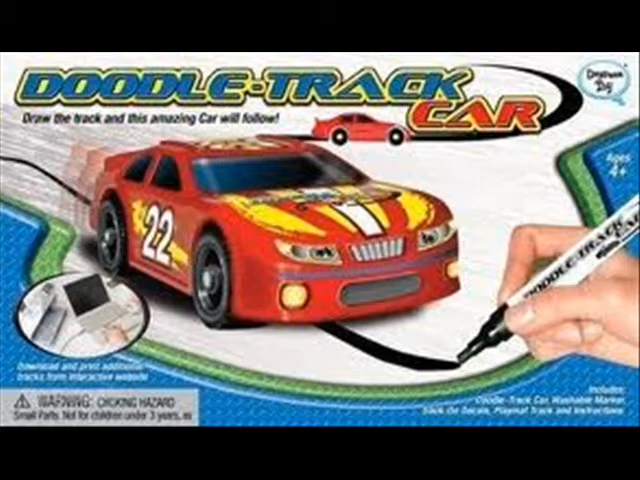 DOODLE-TRACK
CAR
Draw the track and this amazing Car will follow!
Ages
4+
22
DOODLE-TRACK
Download and print additional
tracks from interactive website
WARNING: CHOKING HAZARD
Small Parts. Not for children under 3 years.
Includes:
Doodle-Track Car, Washable Marker,
Stick On Decals, Playmat Track and Instructions